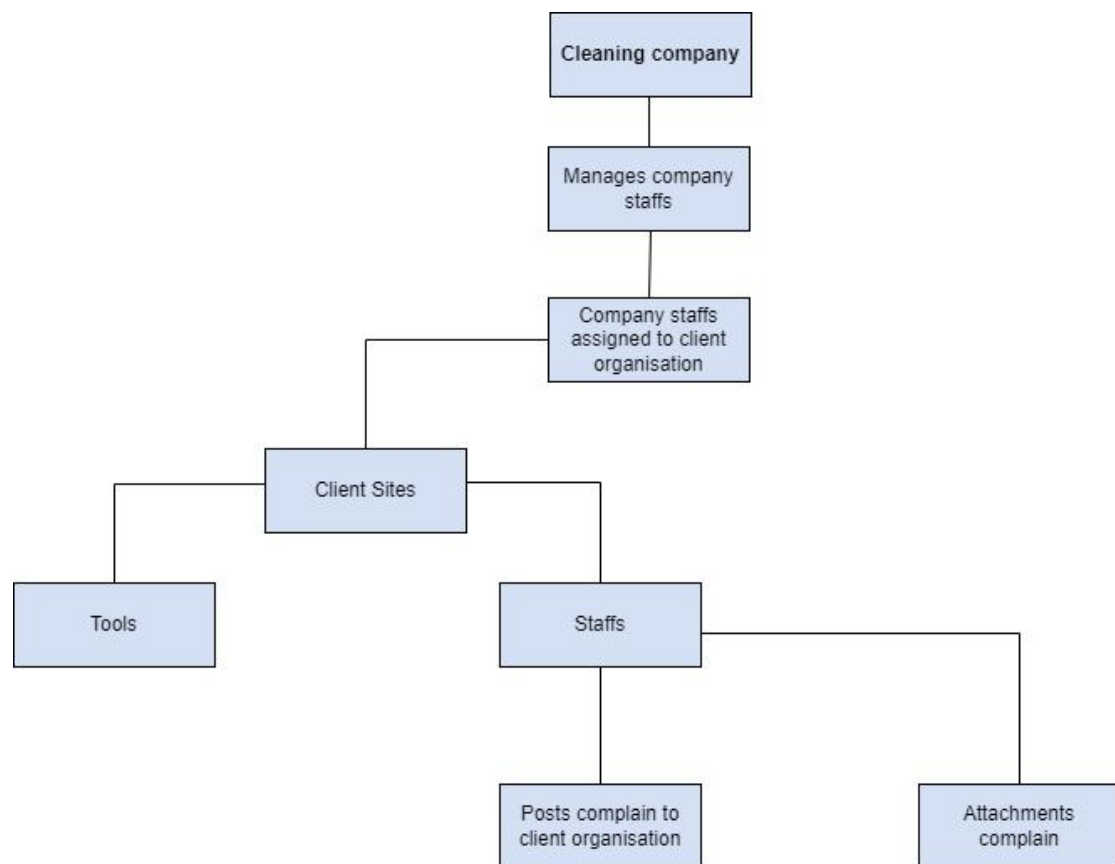 Cleaning company
Manages company
staffs
Company staffs
assigned to client
organisation
Client Sites
Tools
Staffs
Posts complain to
client organisation
Attachments
complain